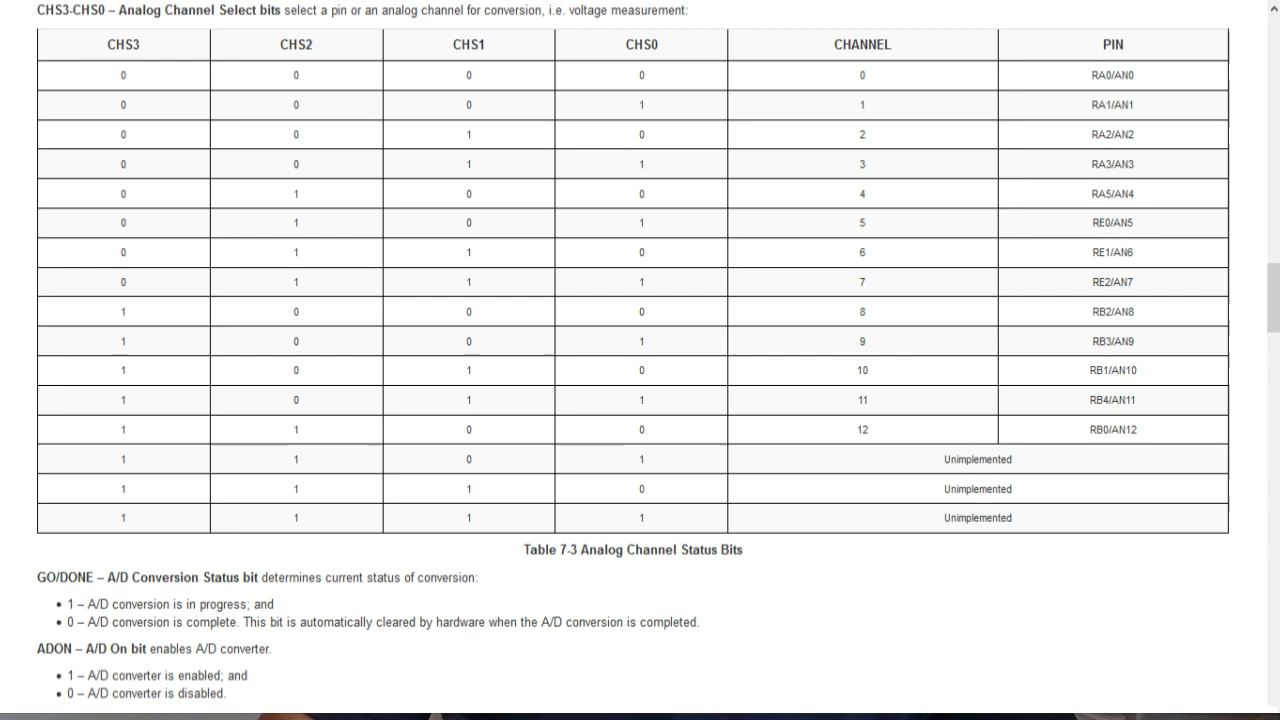 CHS3-CHS0 – Analog Channel Select bits select a pin or an analog channel for conversion, i.e. voltage measurement:
CHS3 CHS2 CHS1 CHS0 CHANNEL PIN
0 0 0 0 0 RA0/AN0
0 0 0 1 1 RA1/AN1
0 0 1 0 2 RA2/AN2
0 0 1 1 3 RA3/AN3
0 1 0 0 4 RA5/AN4
0 1 0 1 5 RE0/AN5
0 1 1 0 6 RE1/AN6
0 1 1 1 7 RE2/AN7
1 0 0 0 8 RB2/AN8
1 0 0 1 9 RB3/AN9
1 0 1 0 10 RB1/AN10
1 0 1 1 11 RB4/AN11
1 1 0 0 12 RB0/AN12
1 1 0 1 Unimplemented
1 1 1 0 Unimplemented
1 1 1 1 Unimplemented
Table 7-3 Analog Channel Status Bits
GO/DONE – A/D Conversion Status bit determines current status of conversion:
• 1 – A/D conversion is in progress; and
• 0 – A/D conversion is complete. This bit is automatically cleared by hardware when the A/D conversion is completed.
ADON – A/D On bit enables A/D converter.
• 1 – A/D converter is enabled; and
• 0 – A/D converter is disabled.